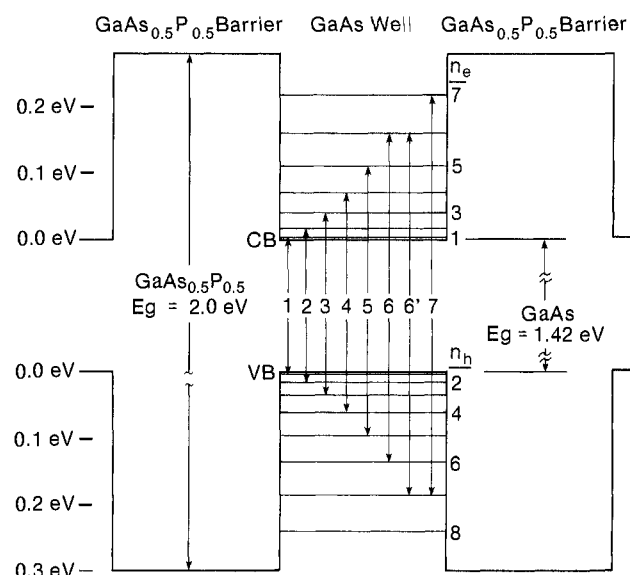 GaAs0.5P0.5Barrier GaAs Well GaAs0.5P0.5Barrier
ne
7
0.2 eV
5
0.1 eV
3
0.0 eV
CB
1
GaAs0.5P0.5
Eg = 2.0 eV
1 2 3 4 5 6 6' 7
GaAs
Eg = 1.42 eV
nh
0.0 eV
VB
2
4
0.1 eV
6
0.2 eV
8
0.3 eV